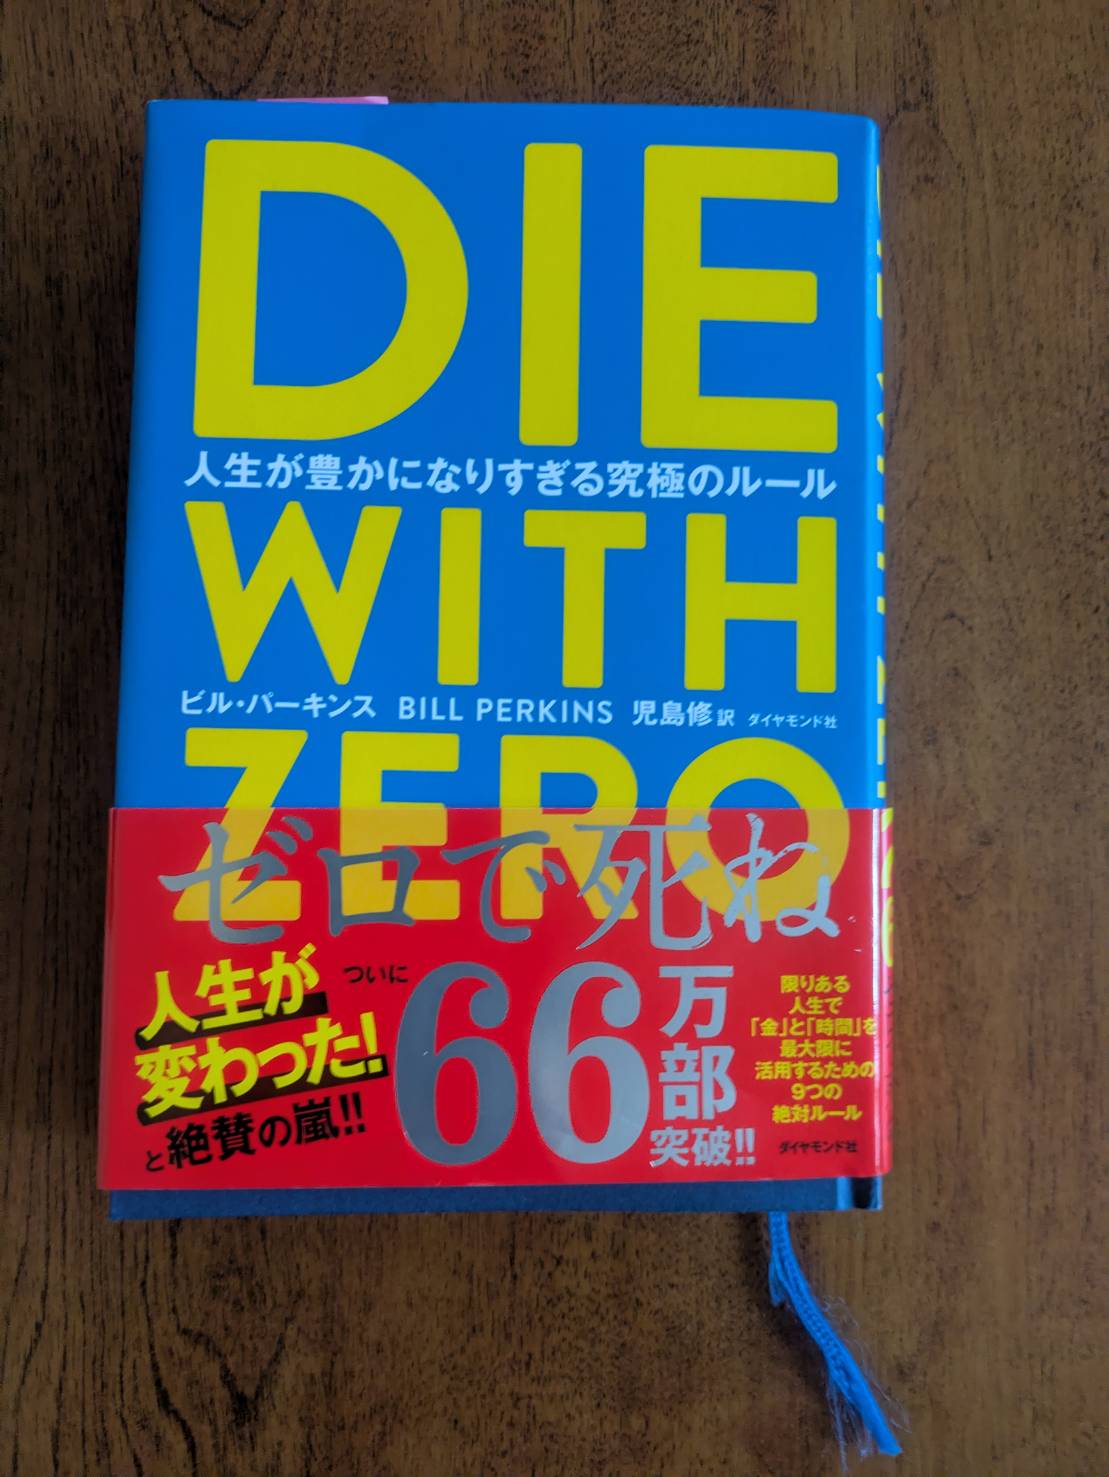 DIE
人生が豊かになりすぎる究極のルール
WITH
ビル・パーキンス BILL PERKINS 児島修 訳 ダイヤモンド社
ZERO
ゼロで死ね
人生が
変わった!
と絶賛の嵐!!
ついに
66万部
突破!!
限りある
人生で
「金」と「時間」を
最大限に
活用するための
9つの
絶対ルール
ダイヤモンド社